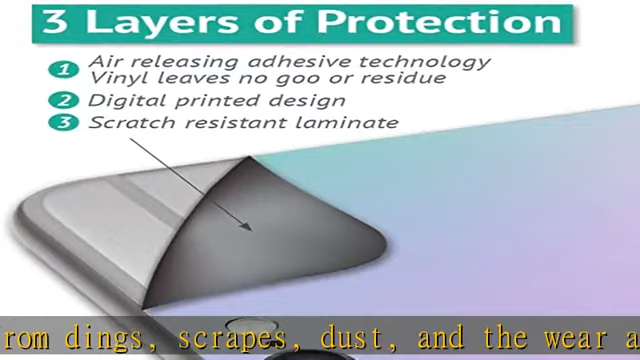 3 Layers of Protection
1 Air releasing adhesive technology
Vinyl leaves no goo or residue
2 Digital printed design
3 Scratch resistant laminate
rom dings, scrapes, dust, and the wear a